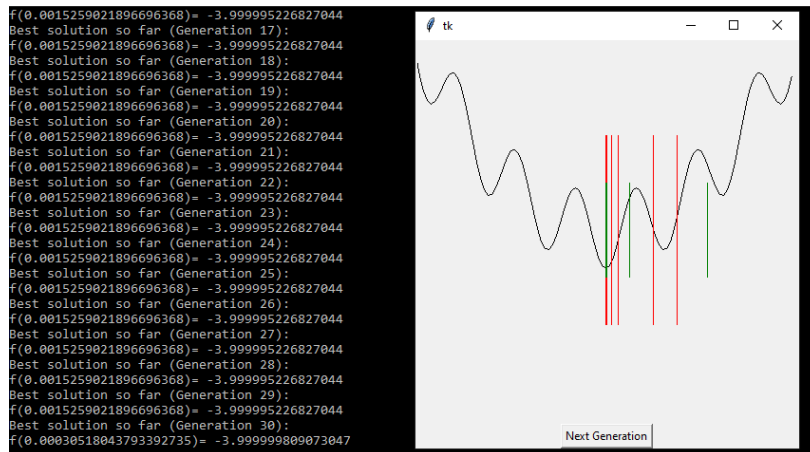 f(0.0015259021896696368)= -3.999995226827044
Best solution so far (Generation 17):
f(0.0015259021896696368)= -3.999995226827044
Best solution so far (Generation 18):
f(0.0015259021896696368)= -3.999995226827044
Best solution so far (Generation 19):
f(0.0015259021896696368)= -3.999995226827044
Best solution so far (Generation 20):
f(0.0015259021896696368)= -3.999995226827044
Best solution so far (Generation 21):
f(0.0015259021896696368)= -3.999995226827044
Best solution so far (Generation 22):
f(0.0015259021896696368)= -3.999995226827044
Best solution so far (Generation 23):
f(0.0015259021896696368)= -3.999995226827044
Best solution so far (Generation 24):
f(0.0015259021896696368)= -3.999995226827044
Best solution so far (Generation 25):
f(0.0015259021896696368)= -3.999995226827044
Best solution so far (Generation 26):
f(0.0015259021896696368)= -3.999995226827044
Best solution so far (Generation 27):
f(0.0015259021896696368)= -3.999995226827044
Best solution so far (Generation 28):
f(0.0015259021896696368)= -3.999995226827044
Best solution so far (Generation 29):
f(0.0015259021896696368)= -3.999995226827044
Best solution so far (Generation 30):
f(0.00030518043793392735)= -3.999999809073047
tk
Next Generation